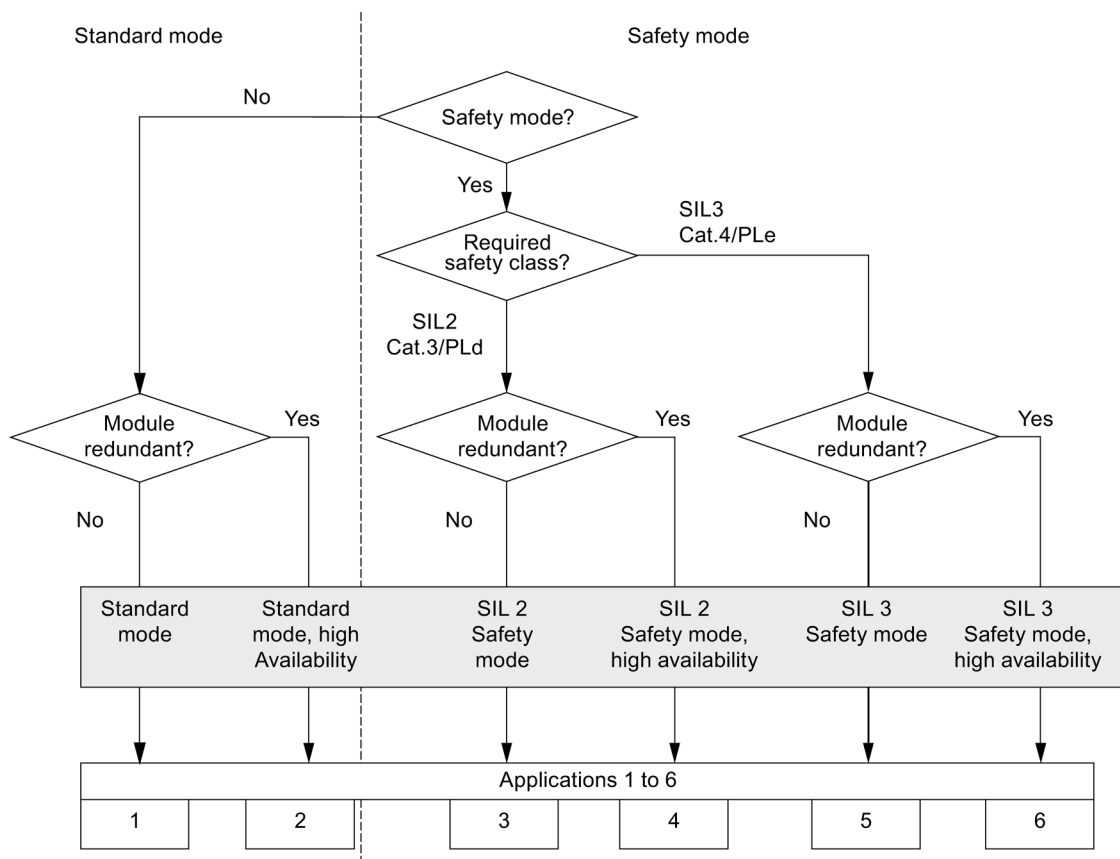 Standard mode
Safety mode
No
Safety mode?
Yes
SIL3
Cat.4/PLe
Required
safety class?
SIL2
Cat.3/PLd
Module
redundant?
Yes
Module
redundant?
Yes
Module
redundant?
Yes
No
No
No
Standard
mode
Standard
mode, high
Availability
SIL 2
Safety
mode
SIL 2
Safety mode,
high availability
SIL 3
Safety mode
SIL 3
Safety mode,
high availability
Applications 1 to 6
1
2
3
4
5
6